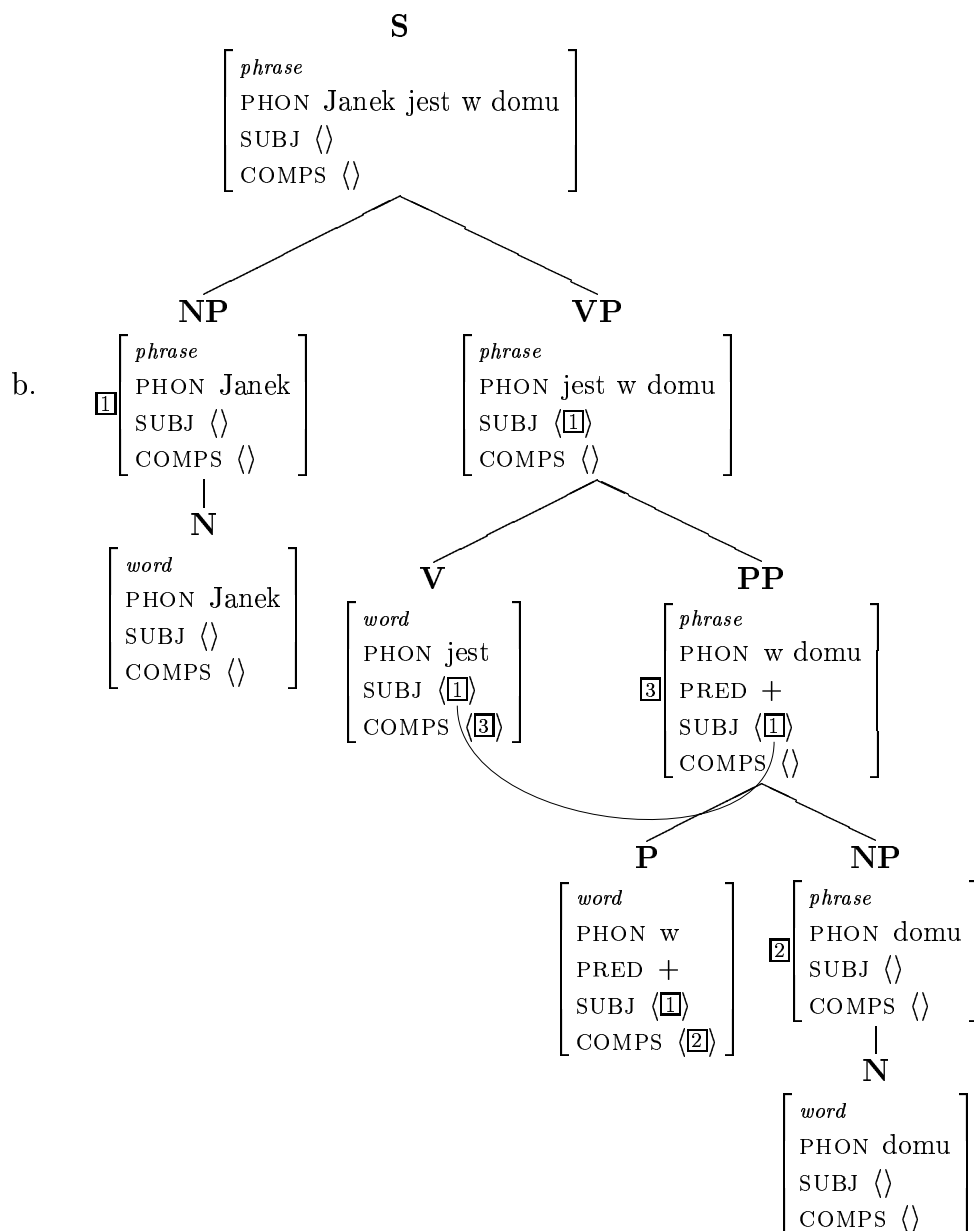 S
phrase
PHON Janek jest w domu
SUBJ ⟨⟩
COMPS ⟨⟩
NP
VP
b.
1
phrase
PHON Janek
SUBJ ⟨⟩
COMPS ⟨⟩
phrase
PHON jest w domu
SUBJ ⟨1⟩
COMPS ⟨⟩
N
word
PHON Janek
SUBJ ⟨⟩
COMPS ⟨⟩
V
PP
word
PHON jest
SUBJ ⟨1⟩
COMPS ⟨3⟩
3
phrase
PHON w domu
PRED +
SUBJ ⟨1⟩
COMPS ⟨⟩
P
NP
word
PHON w
PRED +
SUBJ ⟨1⟩
COMPS ⟨2⟩
2
phrase
PHON domu
SUBJ ⟨⟩
COMPS ⟨⟩
N
word
PHON domu
SUBJ ⟨⟩
COMPS ⟨⟩